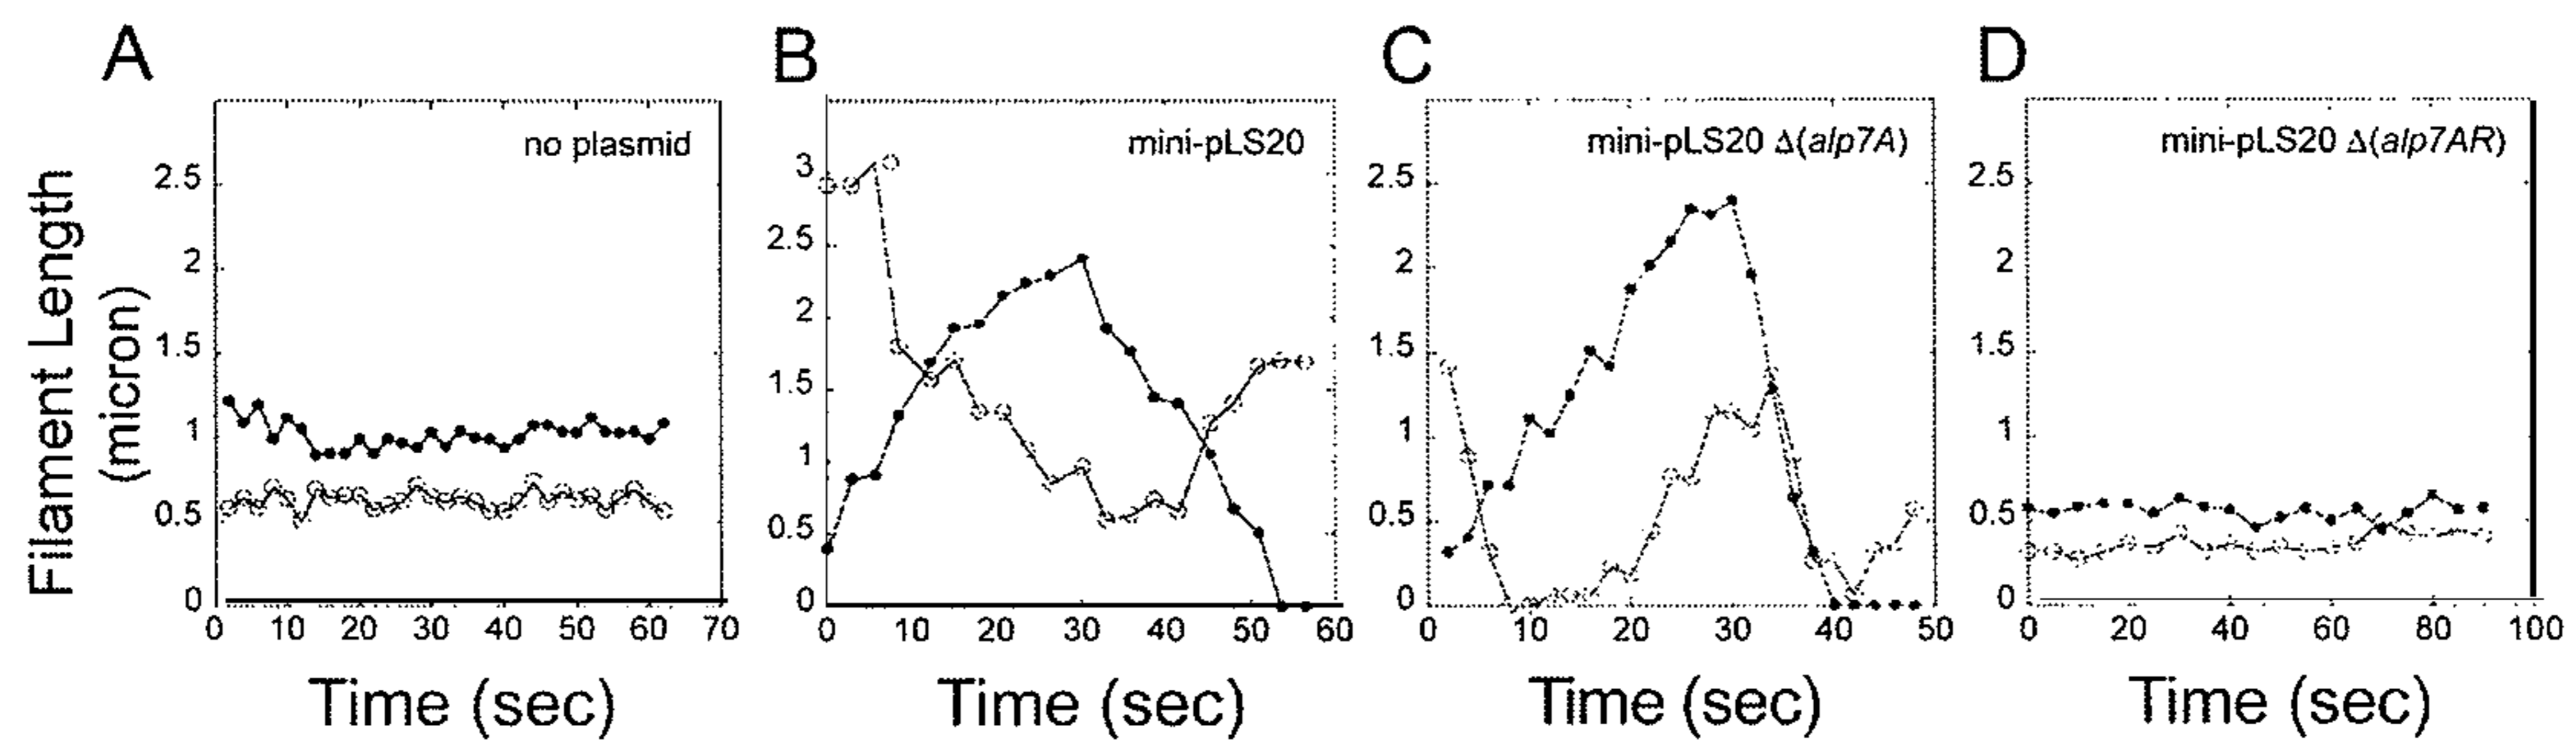 A
B
C
D
no plasmid
mini-pLS20
mini-pLS20 Δ(alp7A)
mini-pLS20 Δ(alp7AR)
Filament Length
(micron)
2.5
2
1.5
1
0.5
0
3
2.5
2
1.5
1
0.5
0
2.5
2
1.5
1
0.5
0
2.5
2
1.5
1
0.5
0
0 10 20 30 40 50 60 70
0 10 20 30 40 50 60
0 10 20 30 40 50
0 20 40 60 80 100
Time (sec)
Time (sec)
Time (sec)
Time (sec)